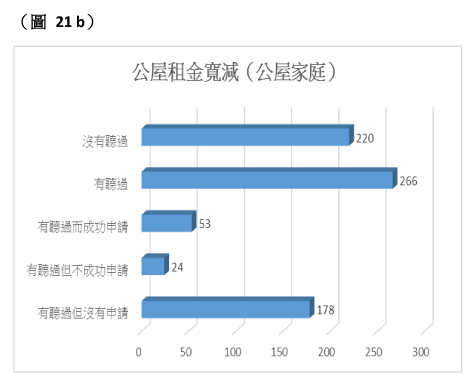 （圖 21 b）
公屋租金寬減（公屋家庭）
沒有聽過
220
有聽過
266
有聽過而成功申請
53
有聽過但不成功申請
24
有聽過但沒有申請
178
0 50 100 150 200 250 300